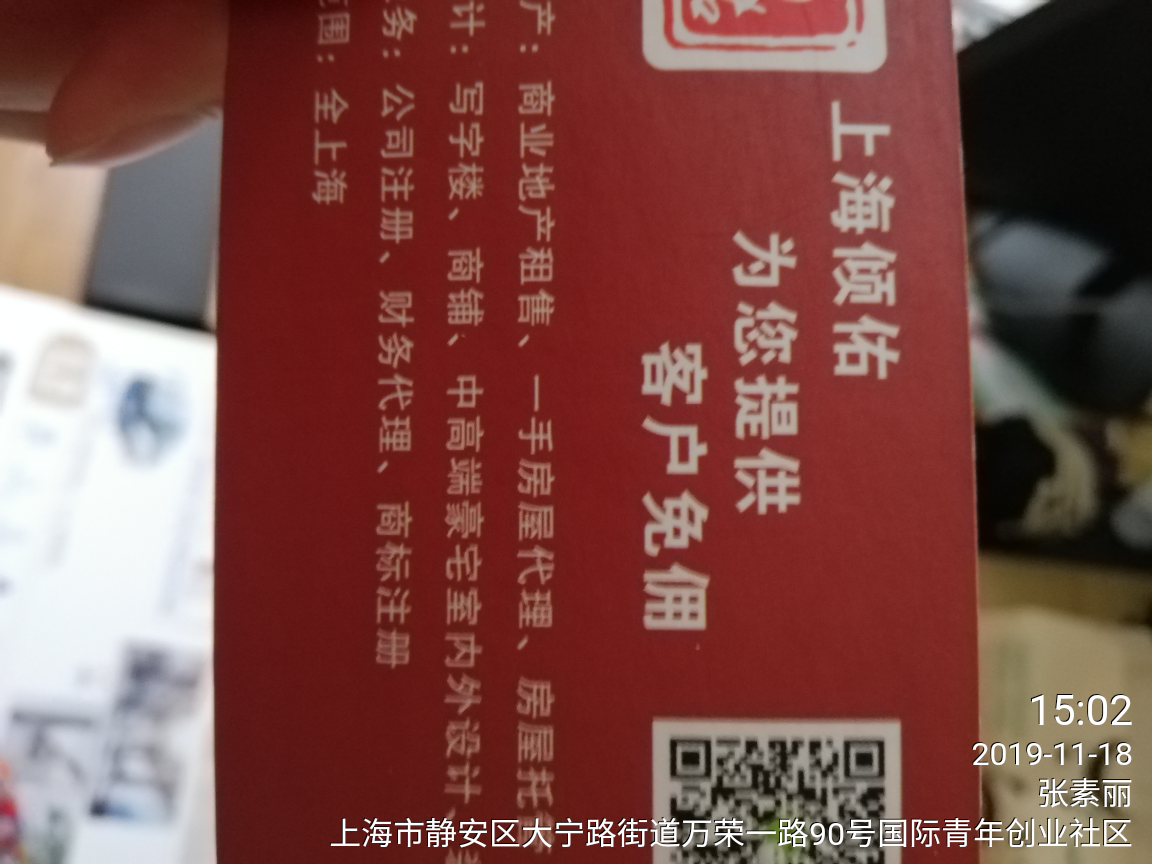 上海倾佑
为您提供
客户免佣
产：商业地产租售、一手房屋代理、房屋托
计：写字楼、商铺、中高端豪宅室内外设计、
务：公司注册、财务代理、商标注册
围：全上海
15:02
2019-11-18
张素丽
上海市静安区大宁路街道万荣一路90号国际青年创业社区